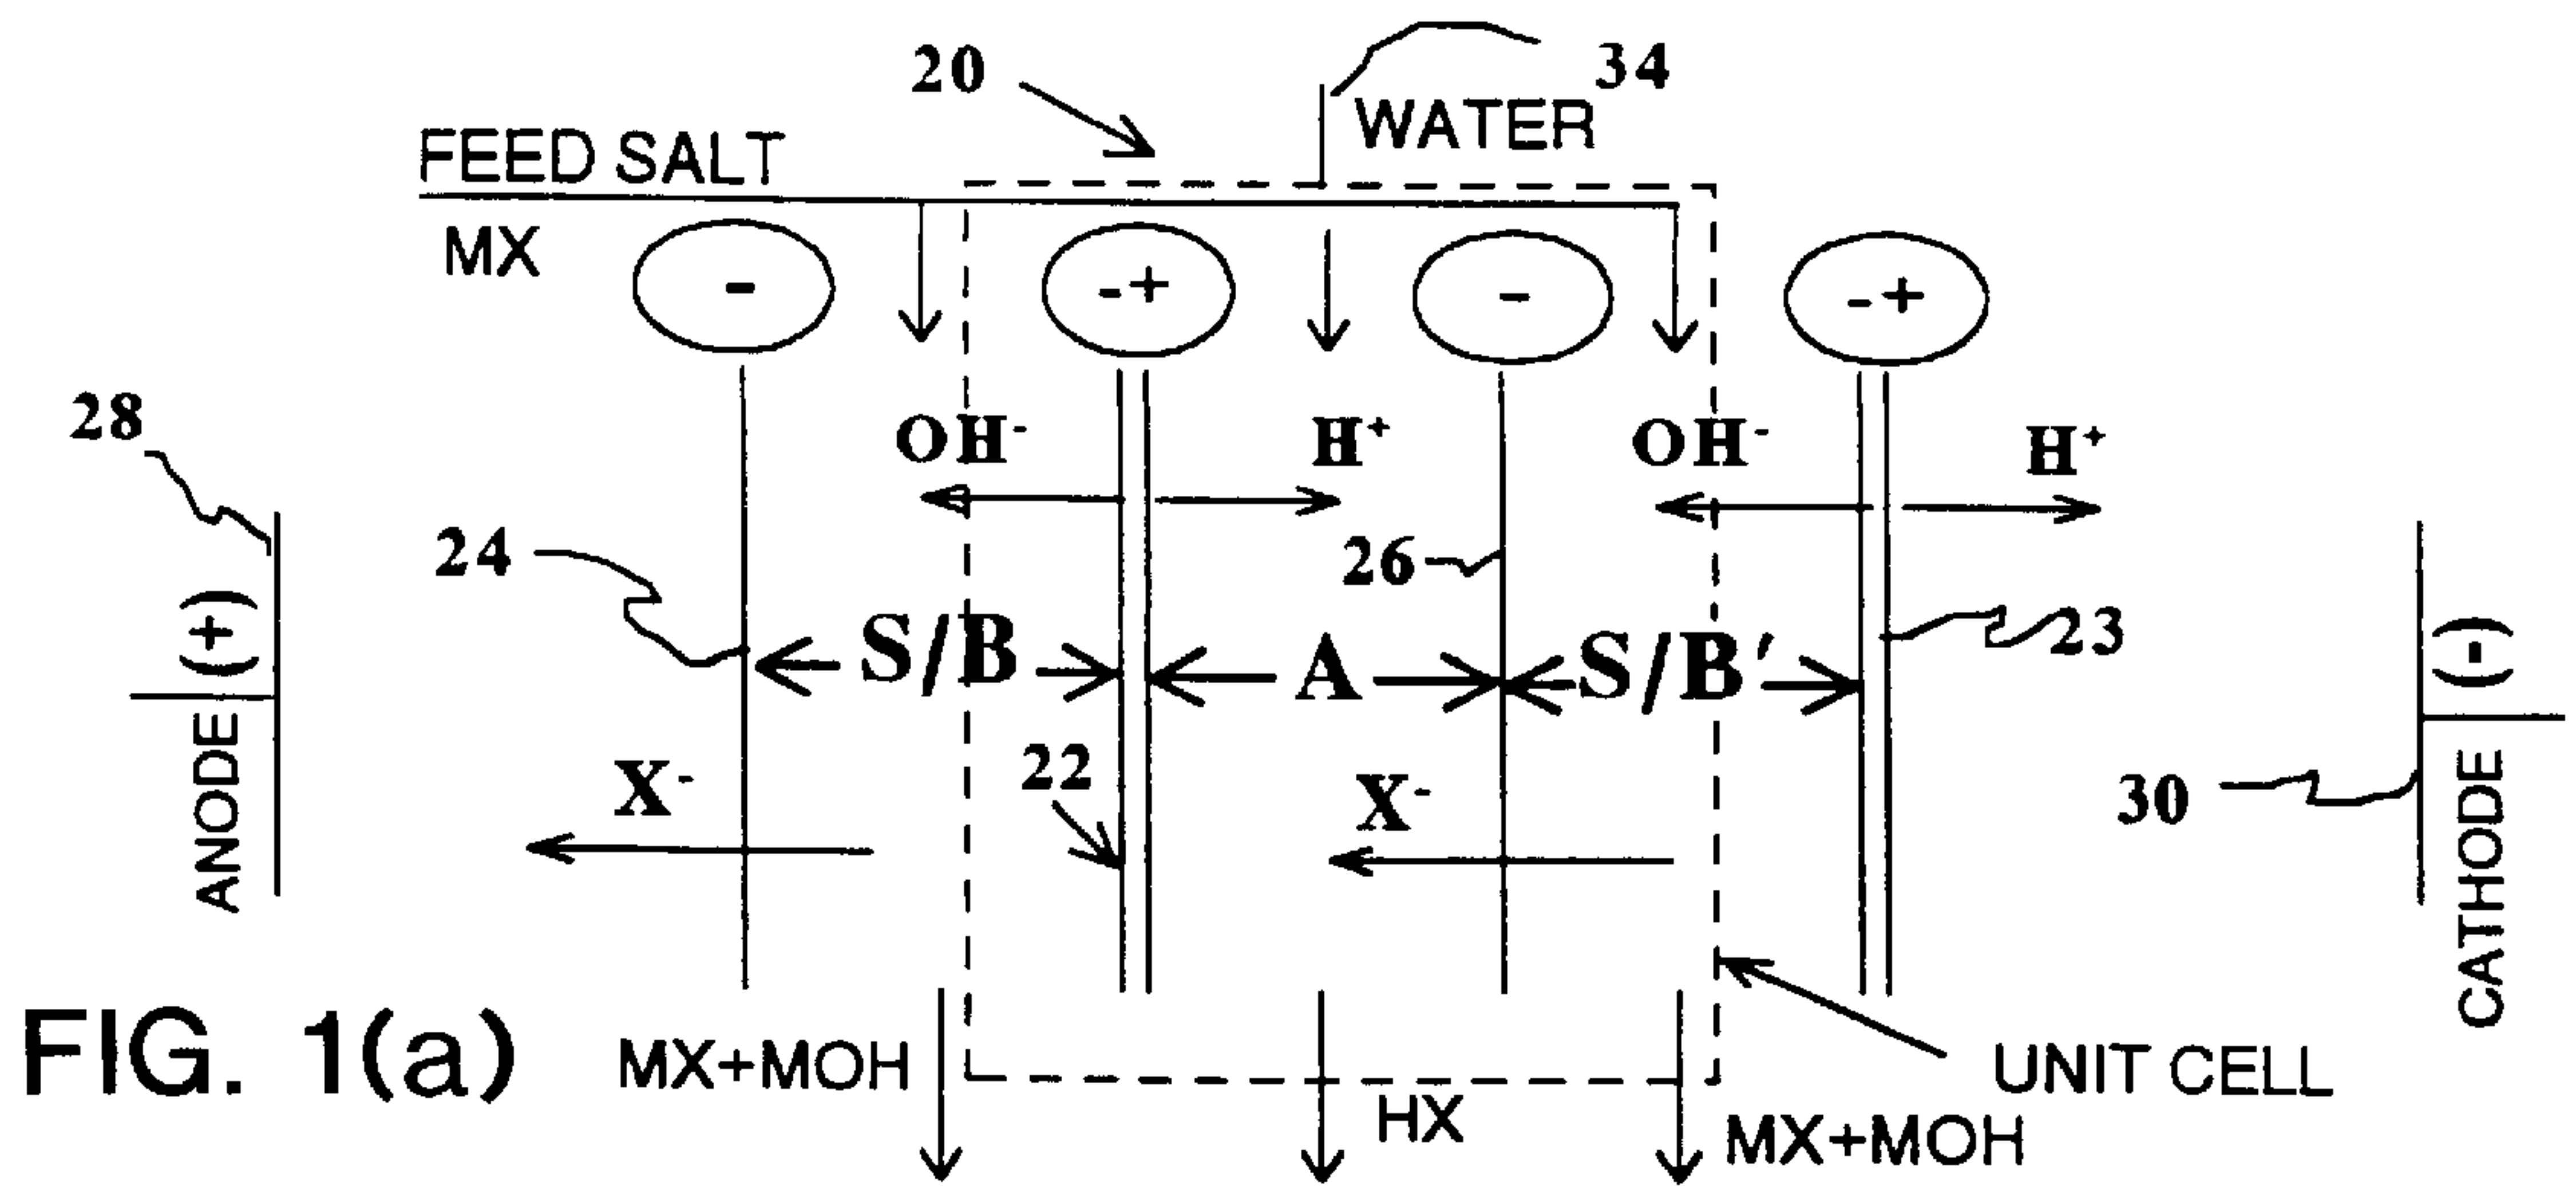 20
34
WATER
FEED SALT
MX
- -+ - -+
28
OH- H+ OH- H+
24
26
(+)
S/B A S/B′
23
(-)
ANODE
X-
22
X-
30
CATHODE
FIG. 1(a)
MX+MOH
HX
MX+MOH
UNIT CELL